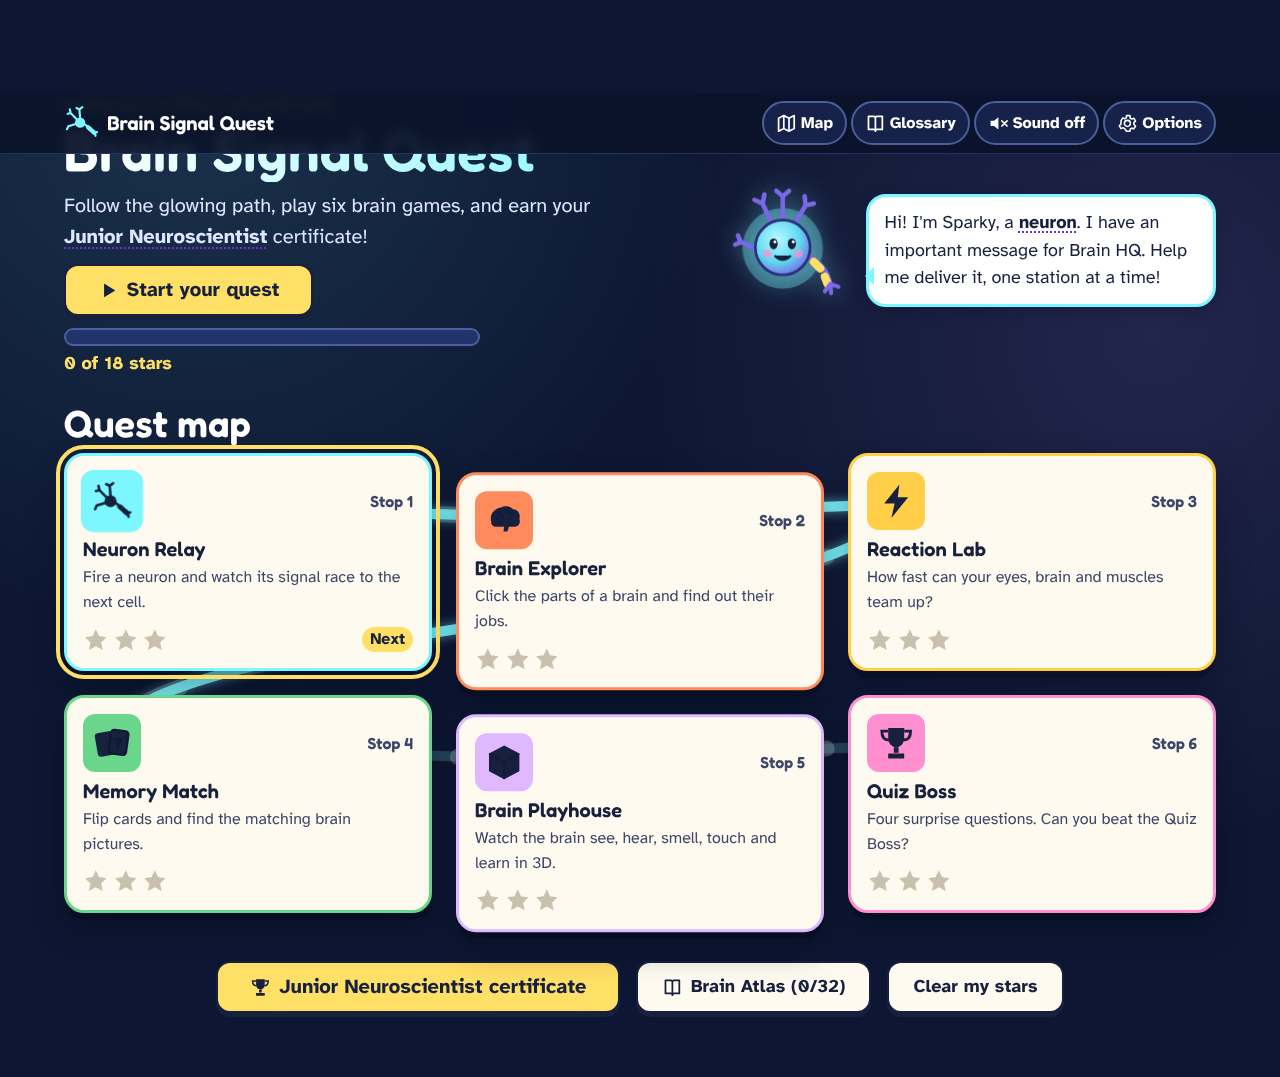 Brain Signal Quest
Map
Glossary
Sound off
Options
Brain Signal Quest
Follow the glowing path, play six brain games, and earn your
Junior Neuroscientist certificate!
Start your quest
0 of 18 stars
Hi! I'm Sparky, a neuron. I have an
important message for Brain HQ. Help
me deliver it, one station at a time!
Quest map
Stop 1
Neuron Relay
Fire a neuron and watch its signal race to the
next cell.
Next
Stop 2
Brain Explorer
Click the parts of a brain and find out their
jobs.
Stop 3
Reaction Lab
How fast can your eyes, brain and muscles
team up?
Stop 4
Memory Match
Flip cards and find the matching brain
pictures.
Stop 5
Brain Playhouse
Watch the brain see, hear, smell, touch and
learn in 3D.
Stop 6
Quiz Boss
Four surprise questions. Can you beat the Quiz
Boss?
Junior Neuroscientist certificate
Brain Atlas (0/32)
Clear my stars